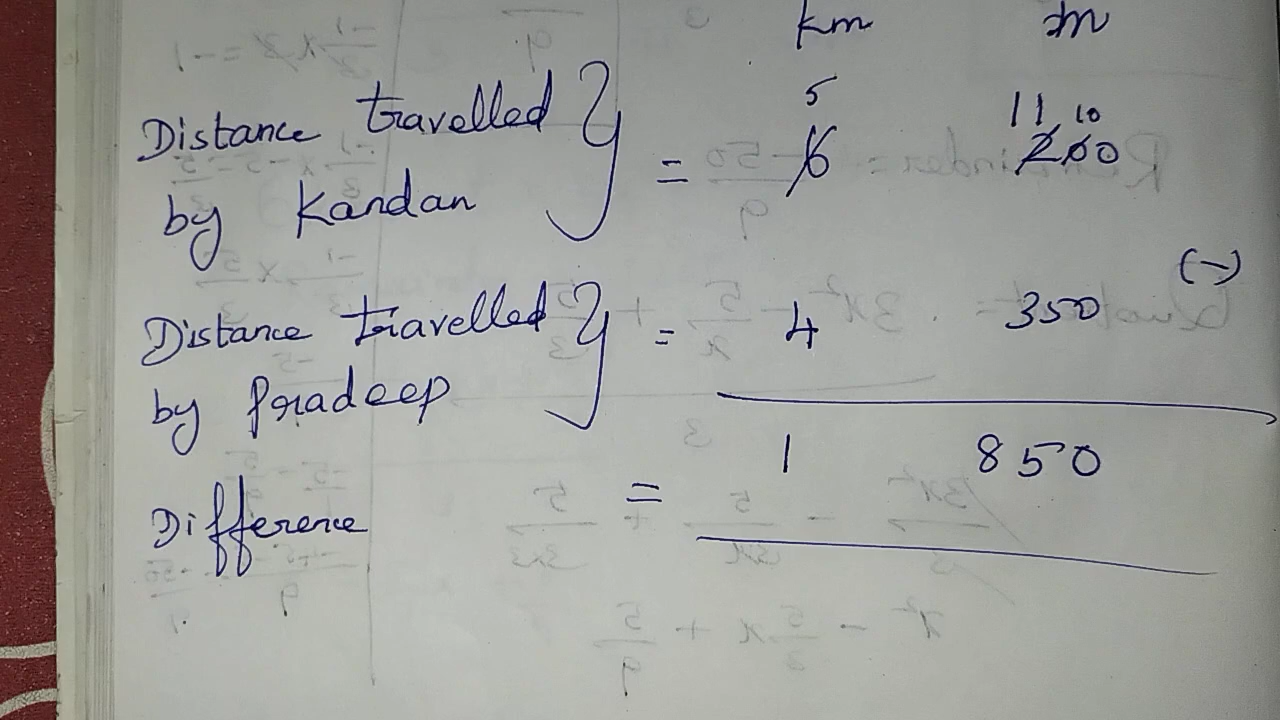 km m
5 11 10
Distance travelled } = 6 200
by Kandan
(-)
Distance travelled } = 4 350
by Pradeep
1 850
Difference =